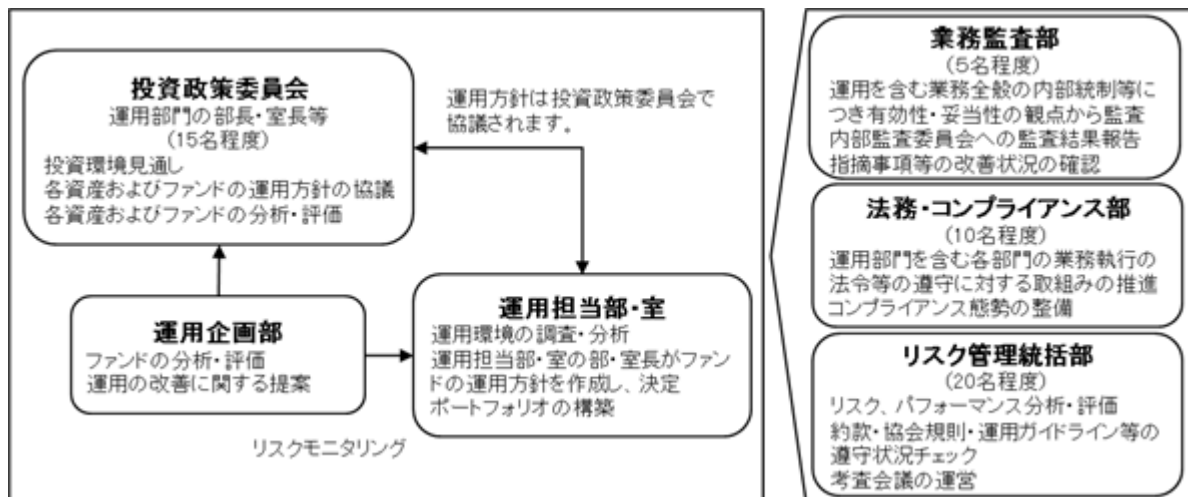 投資政策委員会
運用部門の部長・室長等
(15名程度)
投資環境見通し
各資産およびファンドの運用方針の協議
各資産およびファンドの分析・評価
運用方針は投資政策委員会で
協議されます。
運用企画部
ファンドの分析・評価
運用の改善に関する提案
運用担当部・室
運用環境の調査・分析
運用担当部・室の部・室長がファン
ドの運用方針を作成し、決定
ポートフォリオの構築
リスクモニタリング
業務監査部
(5名程度)
運用を含む業務全般の内部統制等に
つき有効性・妥当性の観点から監査
内部監査委員会への監査結果報告
指摘事項等の改善状況の確認
法務・コンプライアンス部
(10名程度)
運用部門を含む各部門の業務執行の
法令等の遵守に対する取組みの推進
コンプライアンス態勢の整備
リスク管理統括部
(20名程度)
リスク、パフォーマンス分析・評価
約款・協会規則・運用ガイドライン等の
遵守状況チェック
考査会議の運営